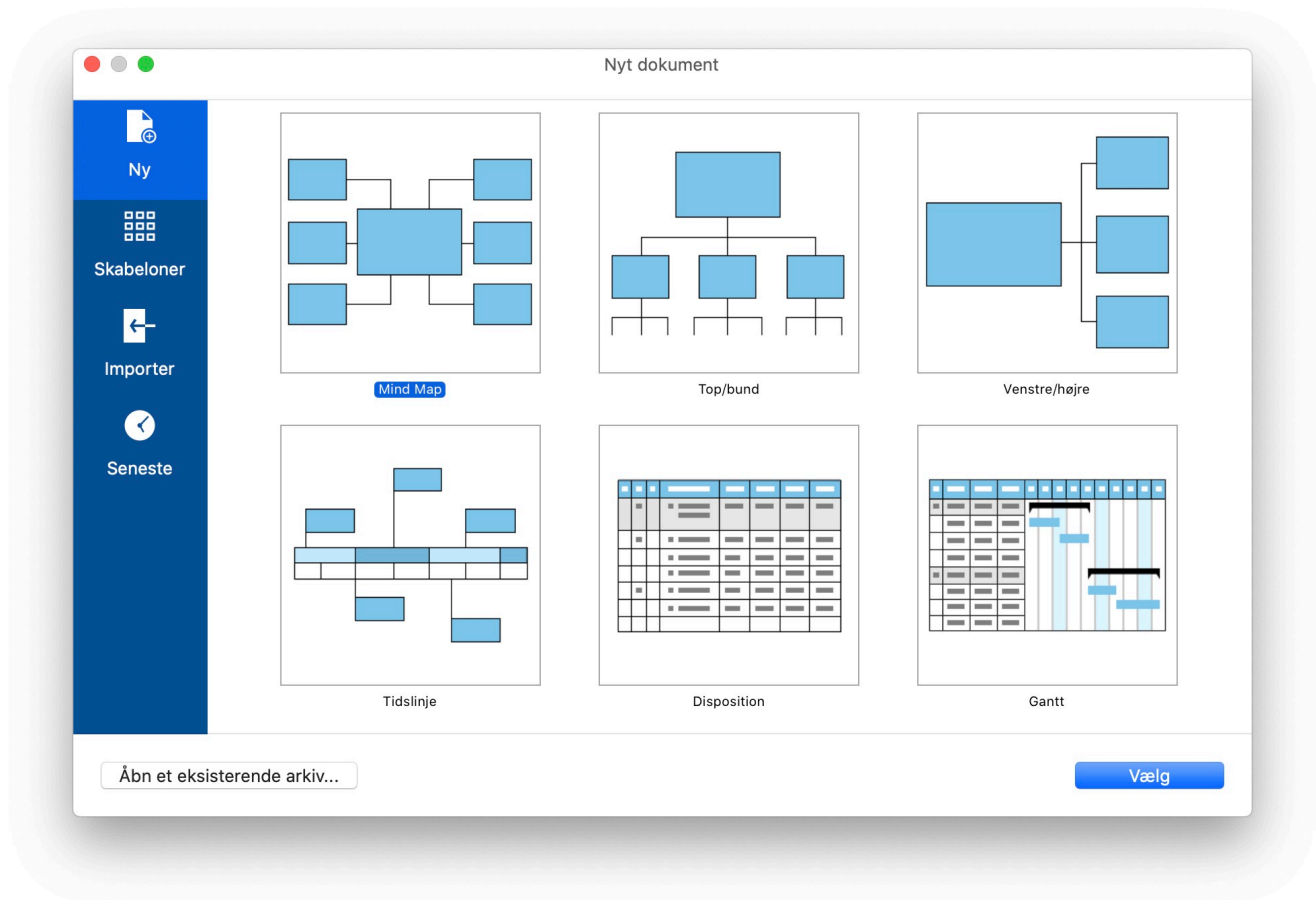 Nyt dokument
Ny
Skabeloner
Importer
Seneste
Mind Map
Top/bund
Venstre/højre
Tidslinje
Disposition
Gantt
Åbn et eksisterende arkiv...
Vælg